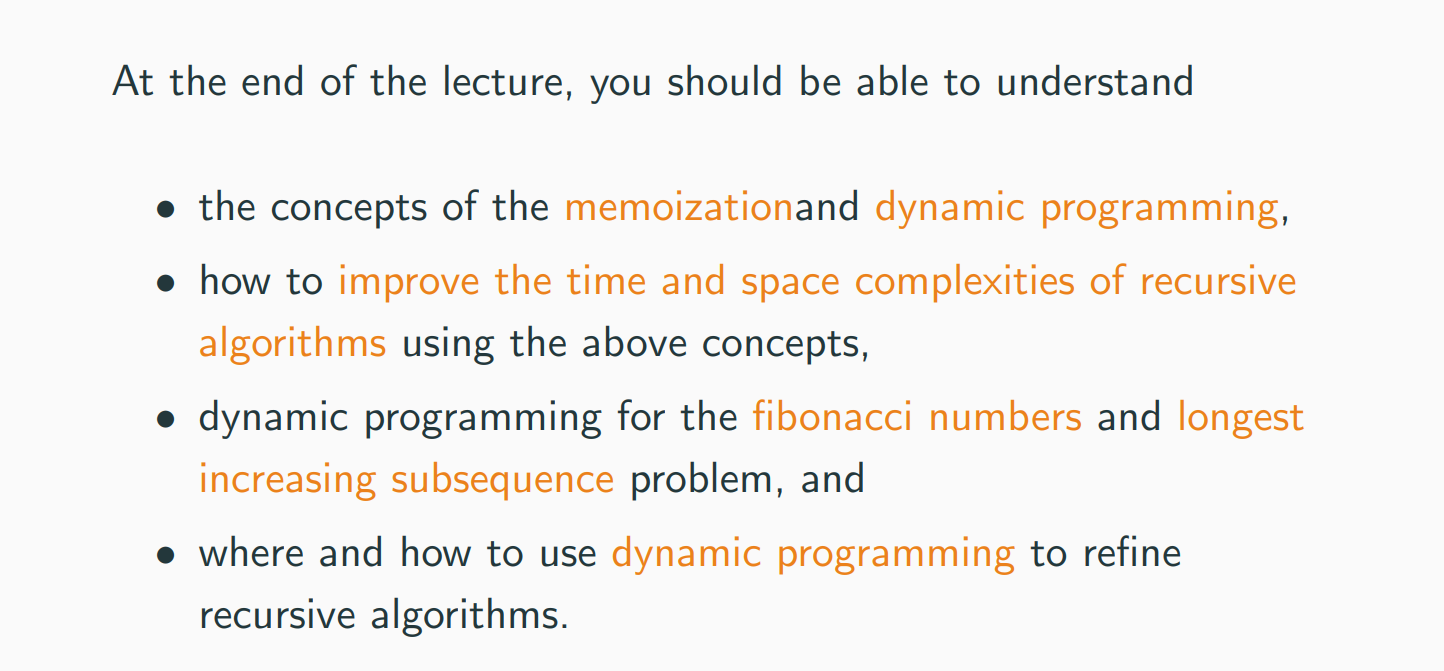 At the end of the lecture, you should be able to understand
• the concepts of the memoizationand dynamic programming,
• how to improve the time and space complexities of recursive
algorithms using the above concepts,
• dynamic programming for the fibonacci numbers and longest
increasing subsequence problem, and
• where and how to use dynamic programming to refine
recursive algorithms.